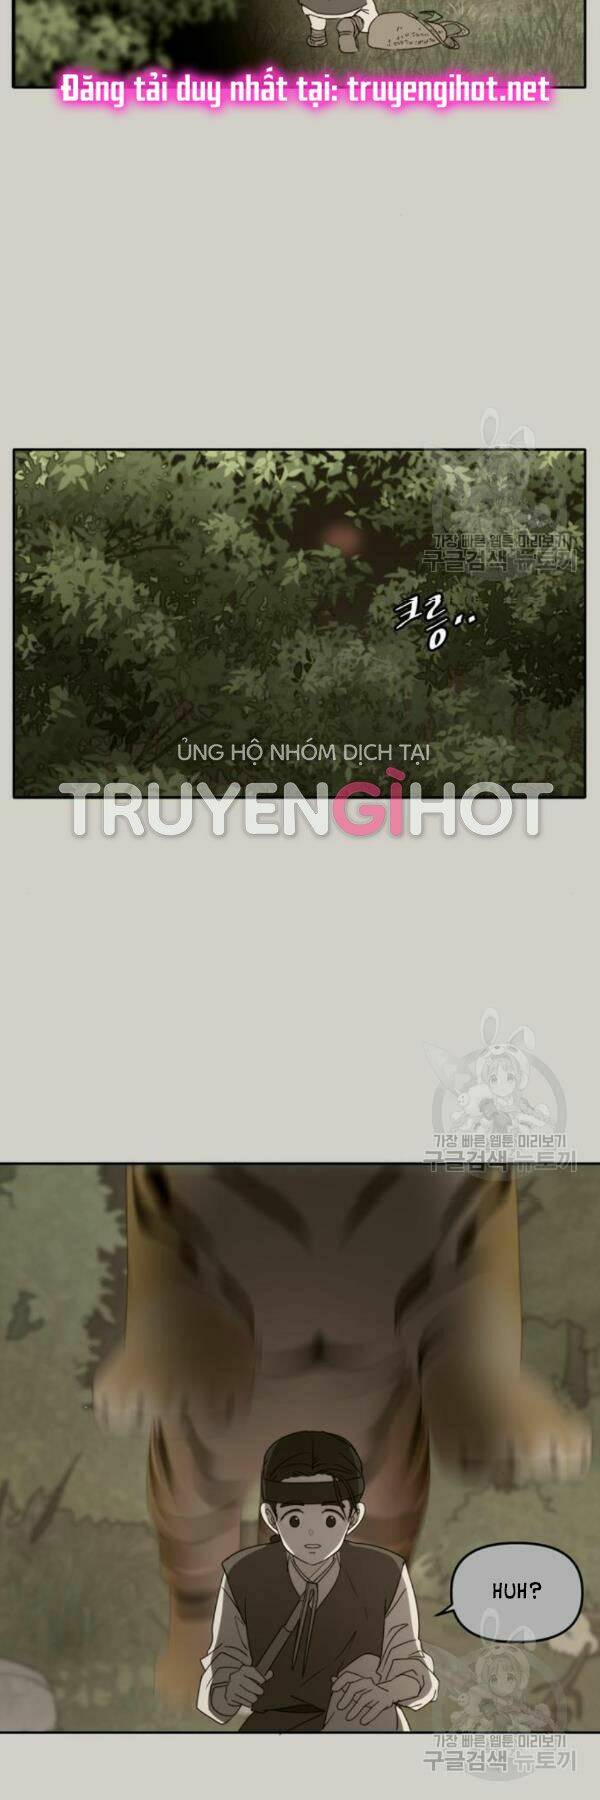 Đăng tải duy nhất tại: truyengihot.net
가장 빠른 웹툰 미리보기
구글검색 뉴토끼
크릉..
ỦNG HỘ NHÓM DỊCH TẠI
TRUYENGÌHOT
가장 빠른 웹툰 미리보기
구글검색 뉴토끼
HUH?
가장 빠른 웹툰 미리보기
구글검색 뉴토끼